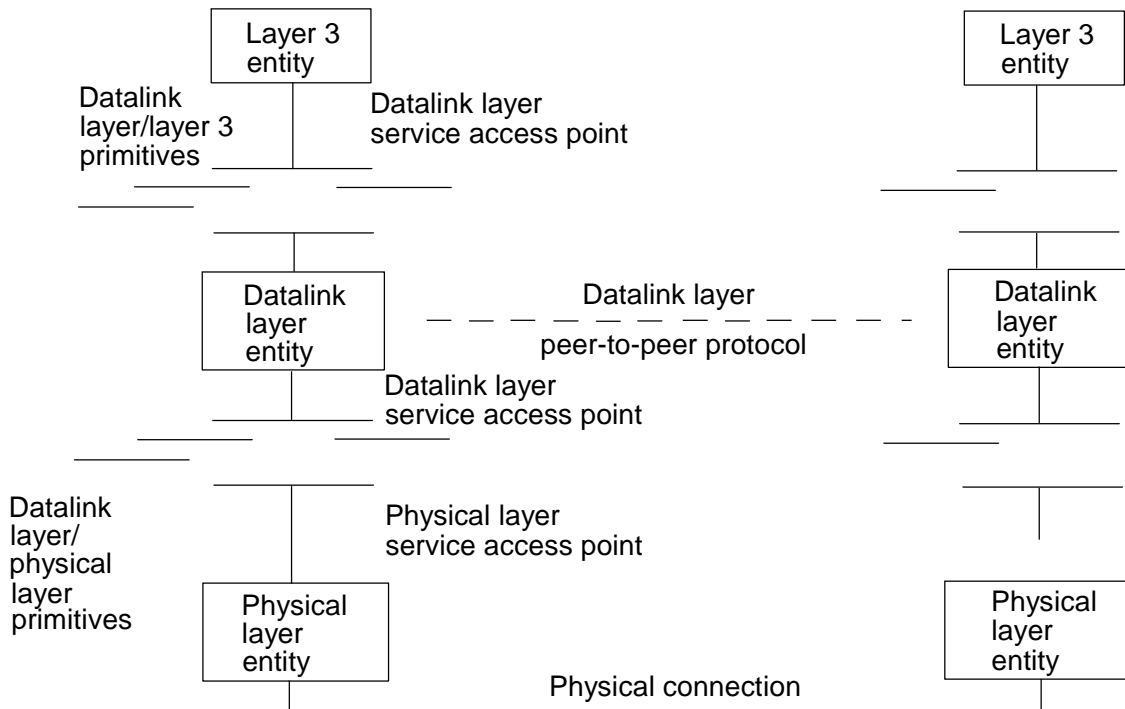 Layer 3
entity
Layer 3
entity
Datalink
layer/layer 3
primitives
Datalink layer
service access point
Datalink
layer
entity
Datalink layer
peer-to-peer protocol
Datalink
layer
entity
Datalink layer
service access point
Datalink
layer/
physical
layer
primitives
Physical layer
service access point
Physical
layer
entity
Physical
layer
entity
Physical connection